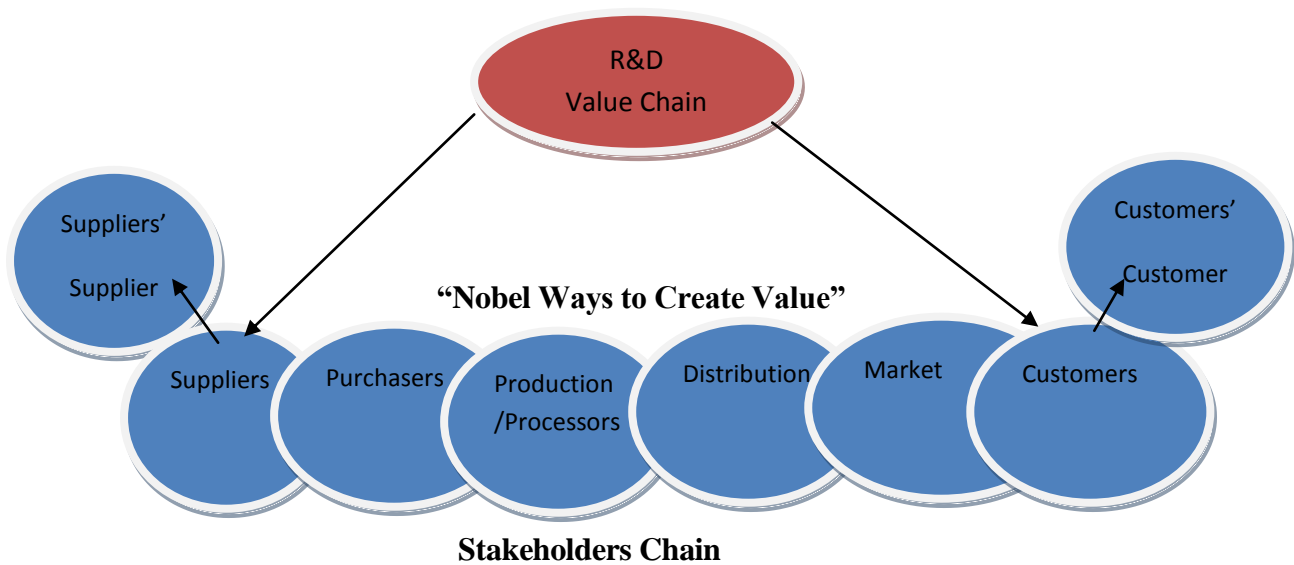 R&D
Value Chain
Suppliers’
Supplier
Customers’
Customer
“Nobel Ways to Create Value”
Suppliers
Purchasers
Production
/Processors
Distribution
Market
Customers
Stakeholders Chain